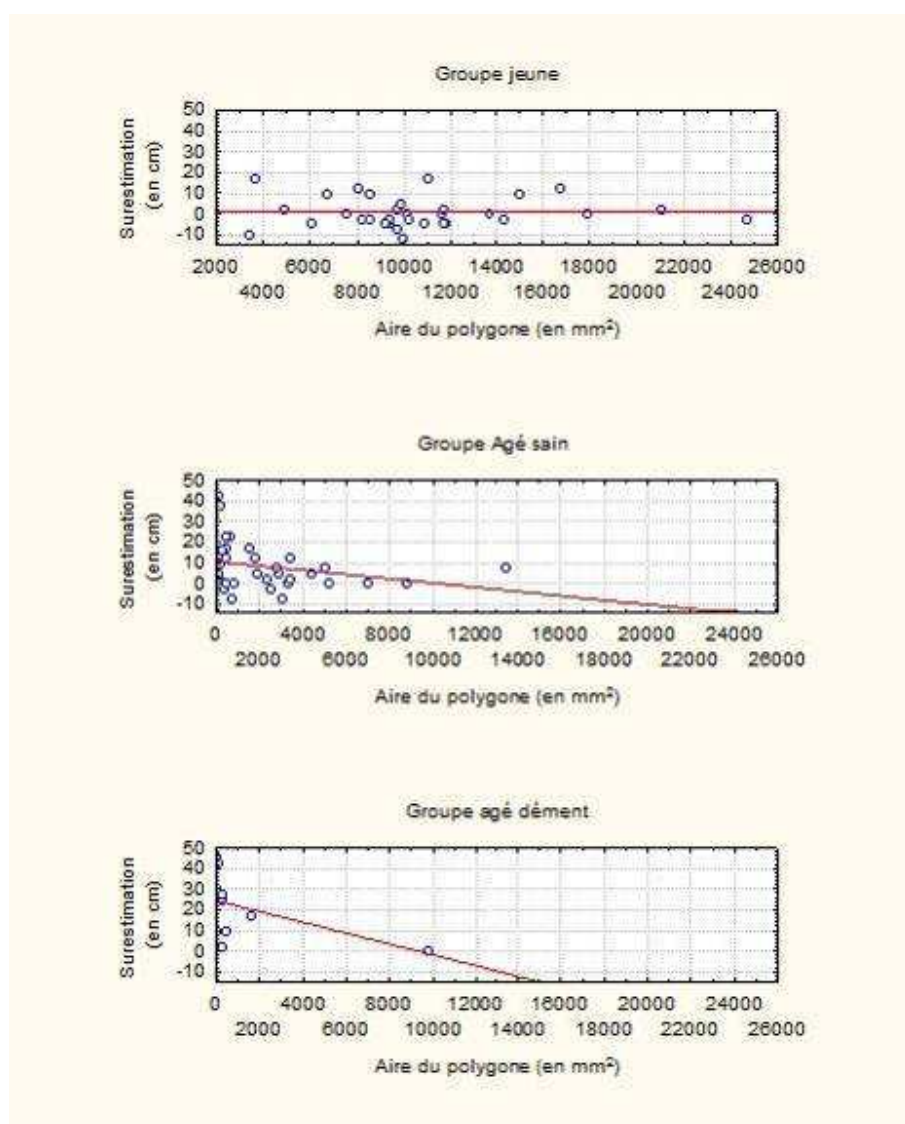 Groupe jeune
Surestimation
(en cm)
50
40
30
20
10
0
-10
2000 6000 10000 14000 18000 22000 26000
4000 8000 12000 16000 20000 24000
Aire du polygone (en mm²)
Groupe Agé sain
Surestimation
(en cm)
50
40
30
20
10
0
-10
0 4000 8000 12000 16000 20000 24000
2000 6000 10000 14000 18000 22000 26000
Aire du polygone (en mm²)
Groupe agé dément
Surestimation
(en cm)
50
40
30
20
10
0
-10
0 4000 8000 12000 16000 20000 24000
2000 6000 10000 14000 18000 22000 26000
Aire du polygone (en mm²)